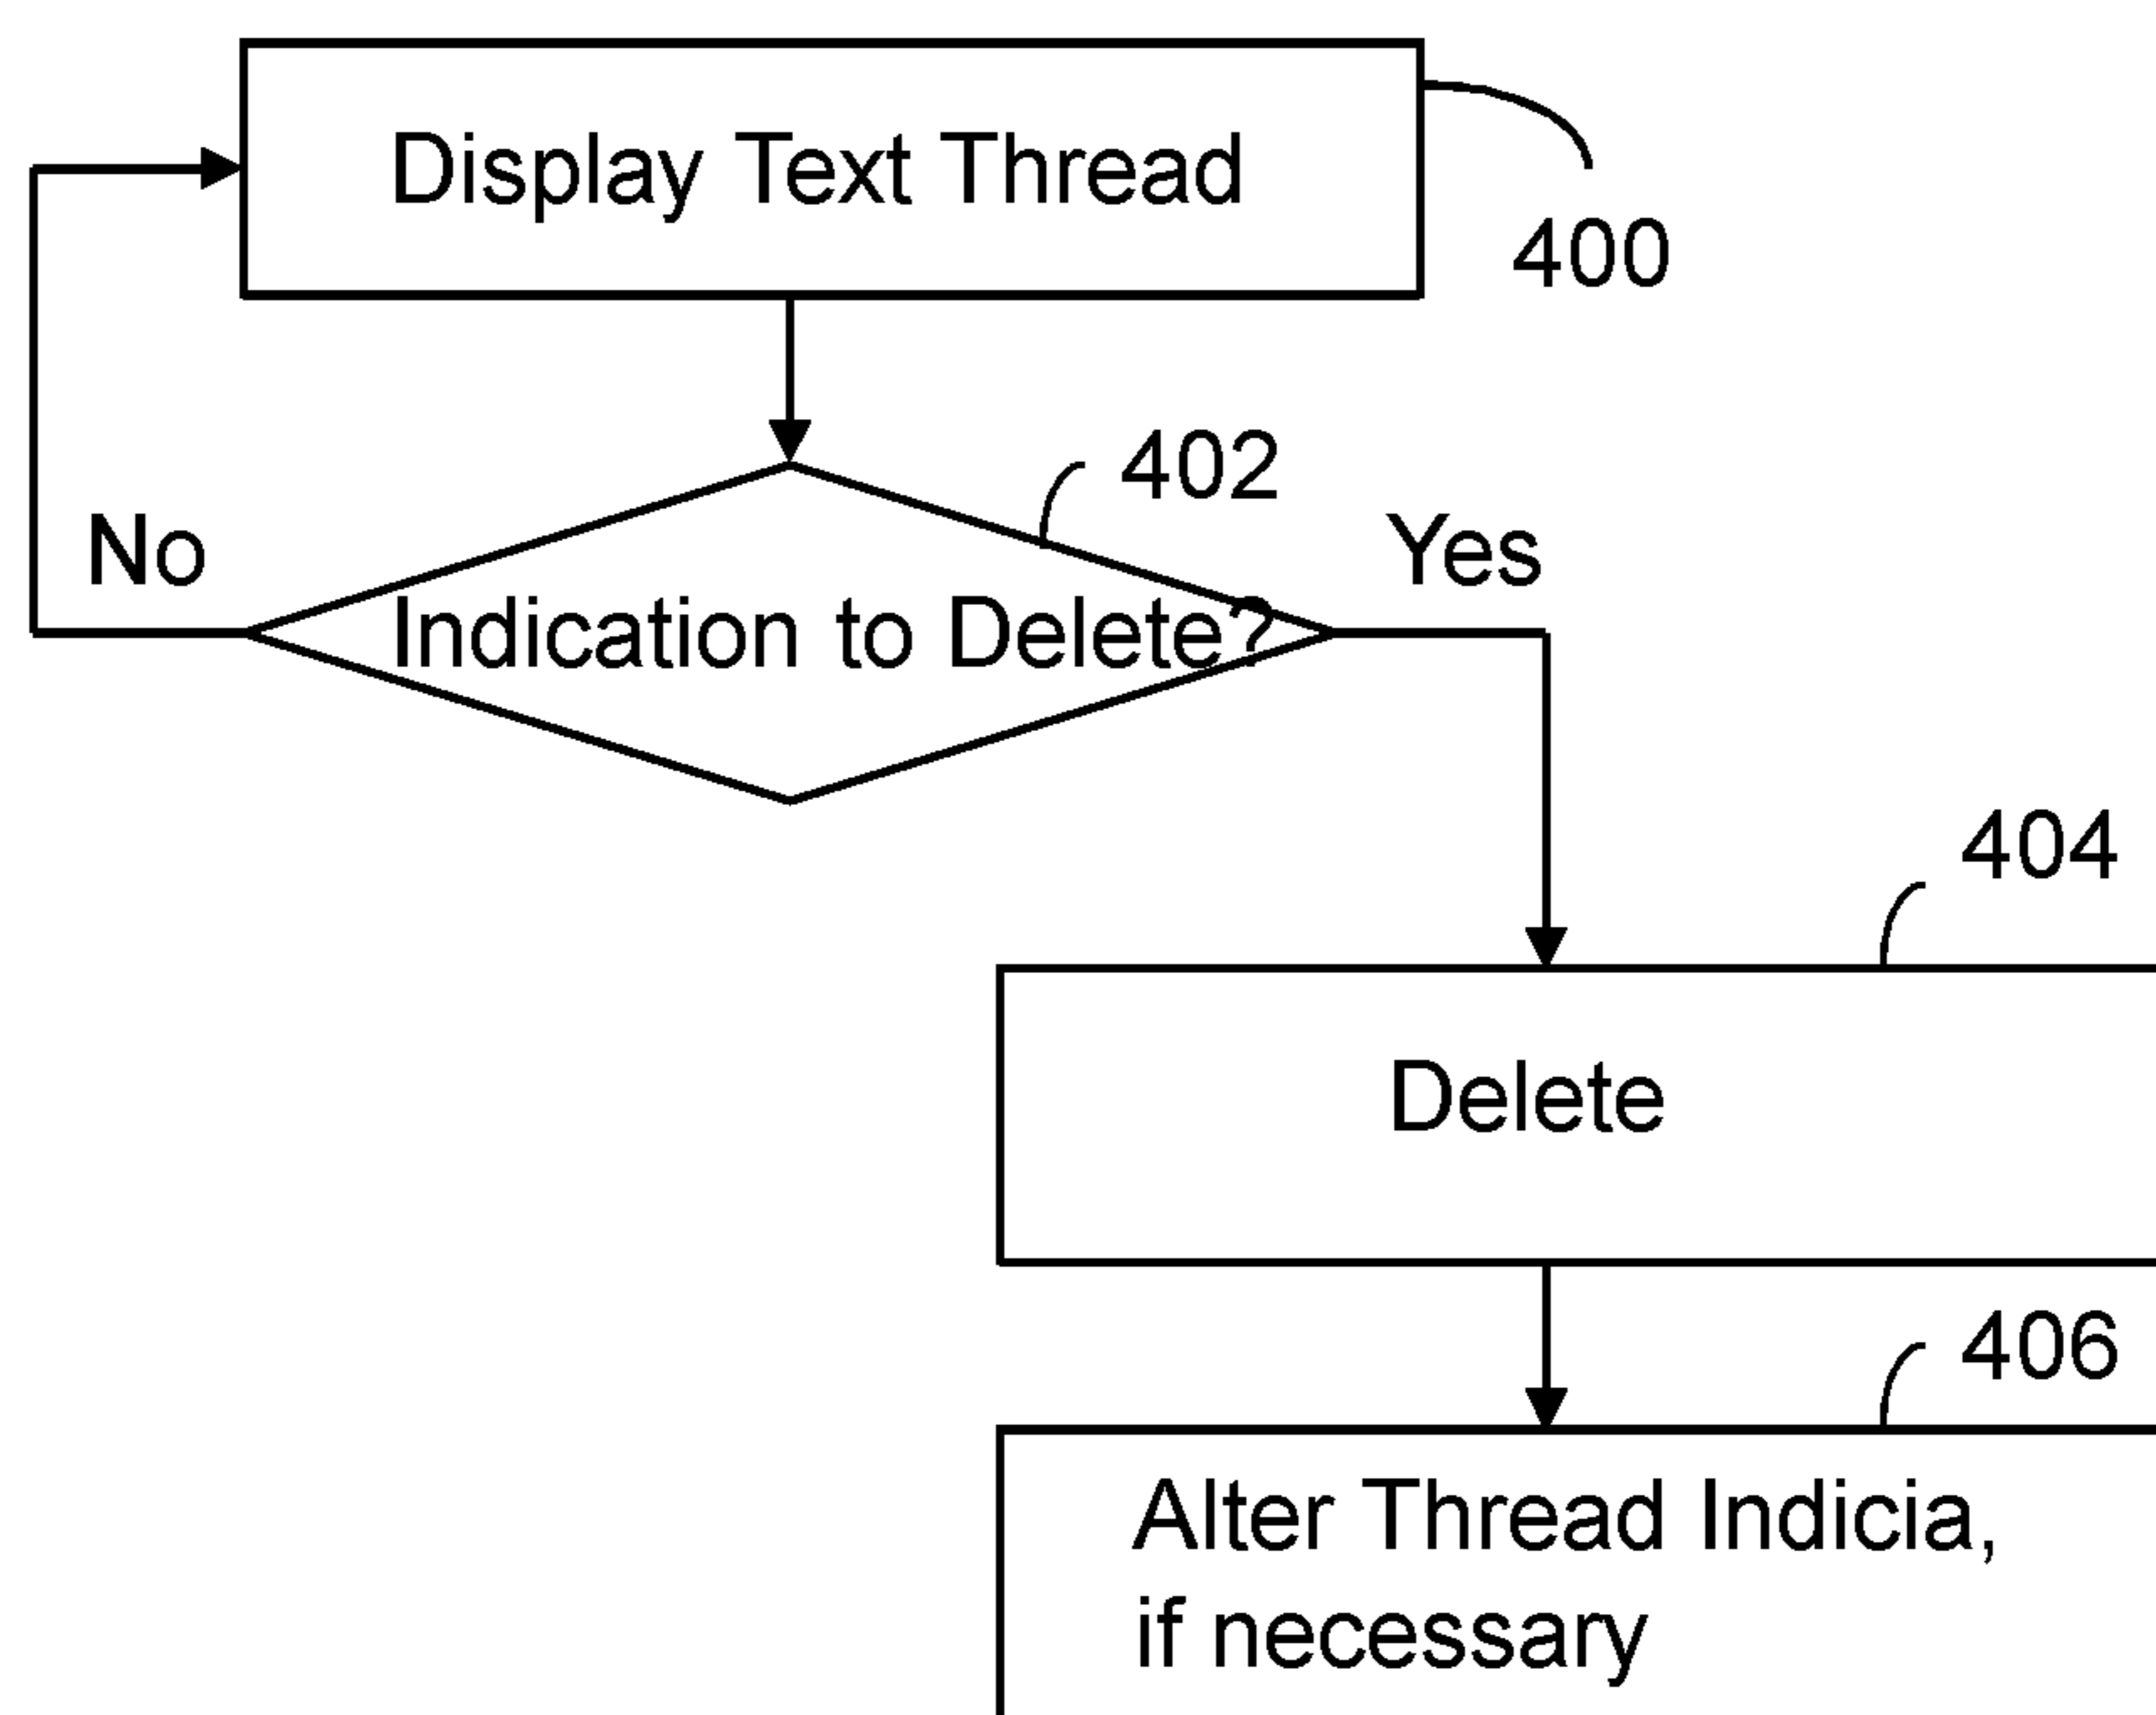 Display Text Thread
400
402
No
Yes
Indication to Delete?
404
Delete
406
Alter Thread Indicia,
if necessary